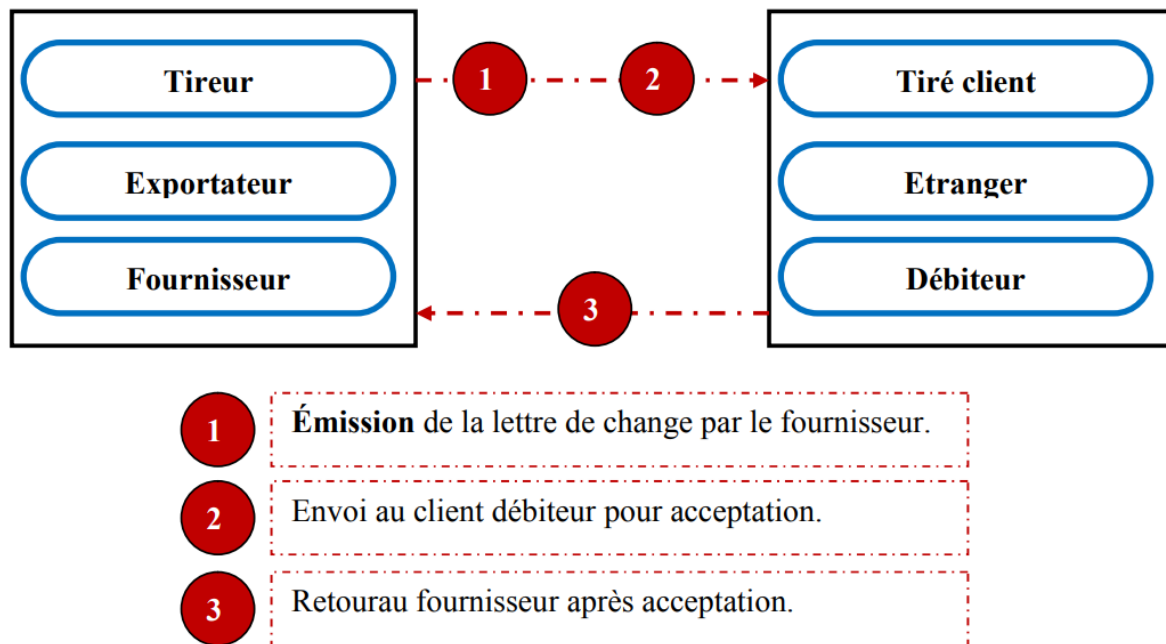 Tireur
1
2
Tiré client
Exportateur
Etranger
Fournisseur
3
Débiteur
1
Émission de la lettre de change par le fournisseur.
2
Envoi au client débiteur pour acceptation.
3
Retourau fournisseur après acceptation.